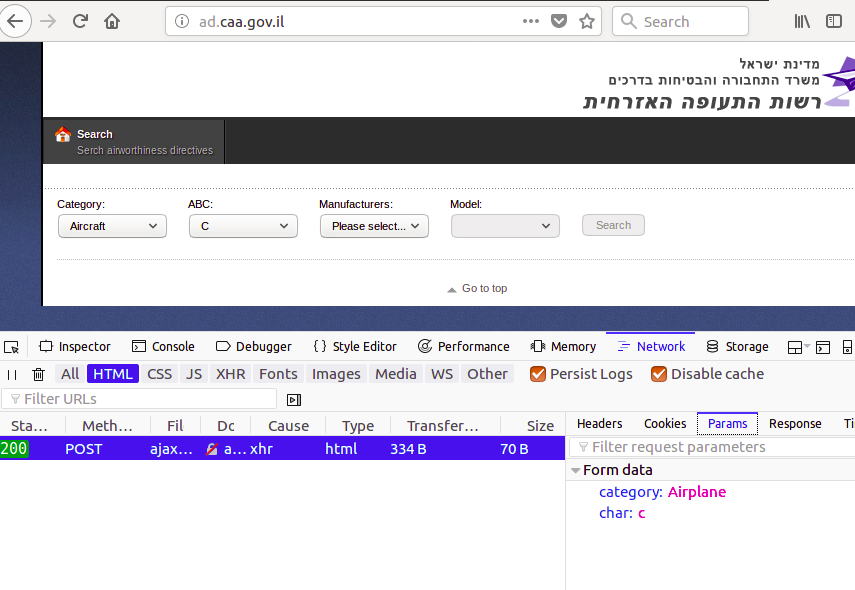 ad.caa.gov.il
Search
מדינת ישראל
משרד התחבורה והבטיחות בדרכים
רשות התעופה האזרחית
Search
Serch airworthiness directives
Category: ABC: Manufacturers: Model:
Aircraft C Please select... Search
Go to top
Inspector Console Debugger { } Style Editor Performance Memory Network Storage
All HTML CSS JS XHR Fonts Images Media WS Other Persist Logs Disable cache
Filter URLs
Sta... Meth... Fil Dc Cause Type Transfer... Size Headers Cookies Params Response Ti
200 POST ajax... a... xhr html 334 B 70 B Filter request parameters
Form data
category: Airplane
char: c